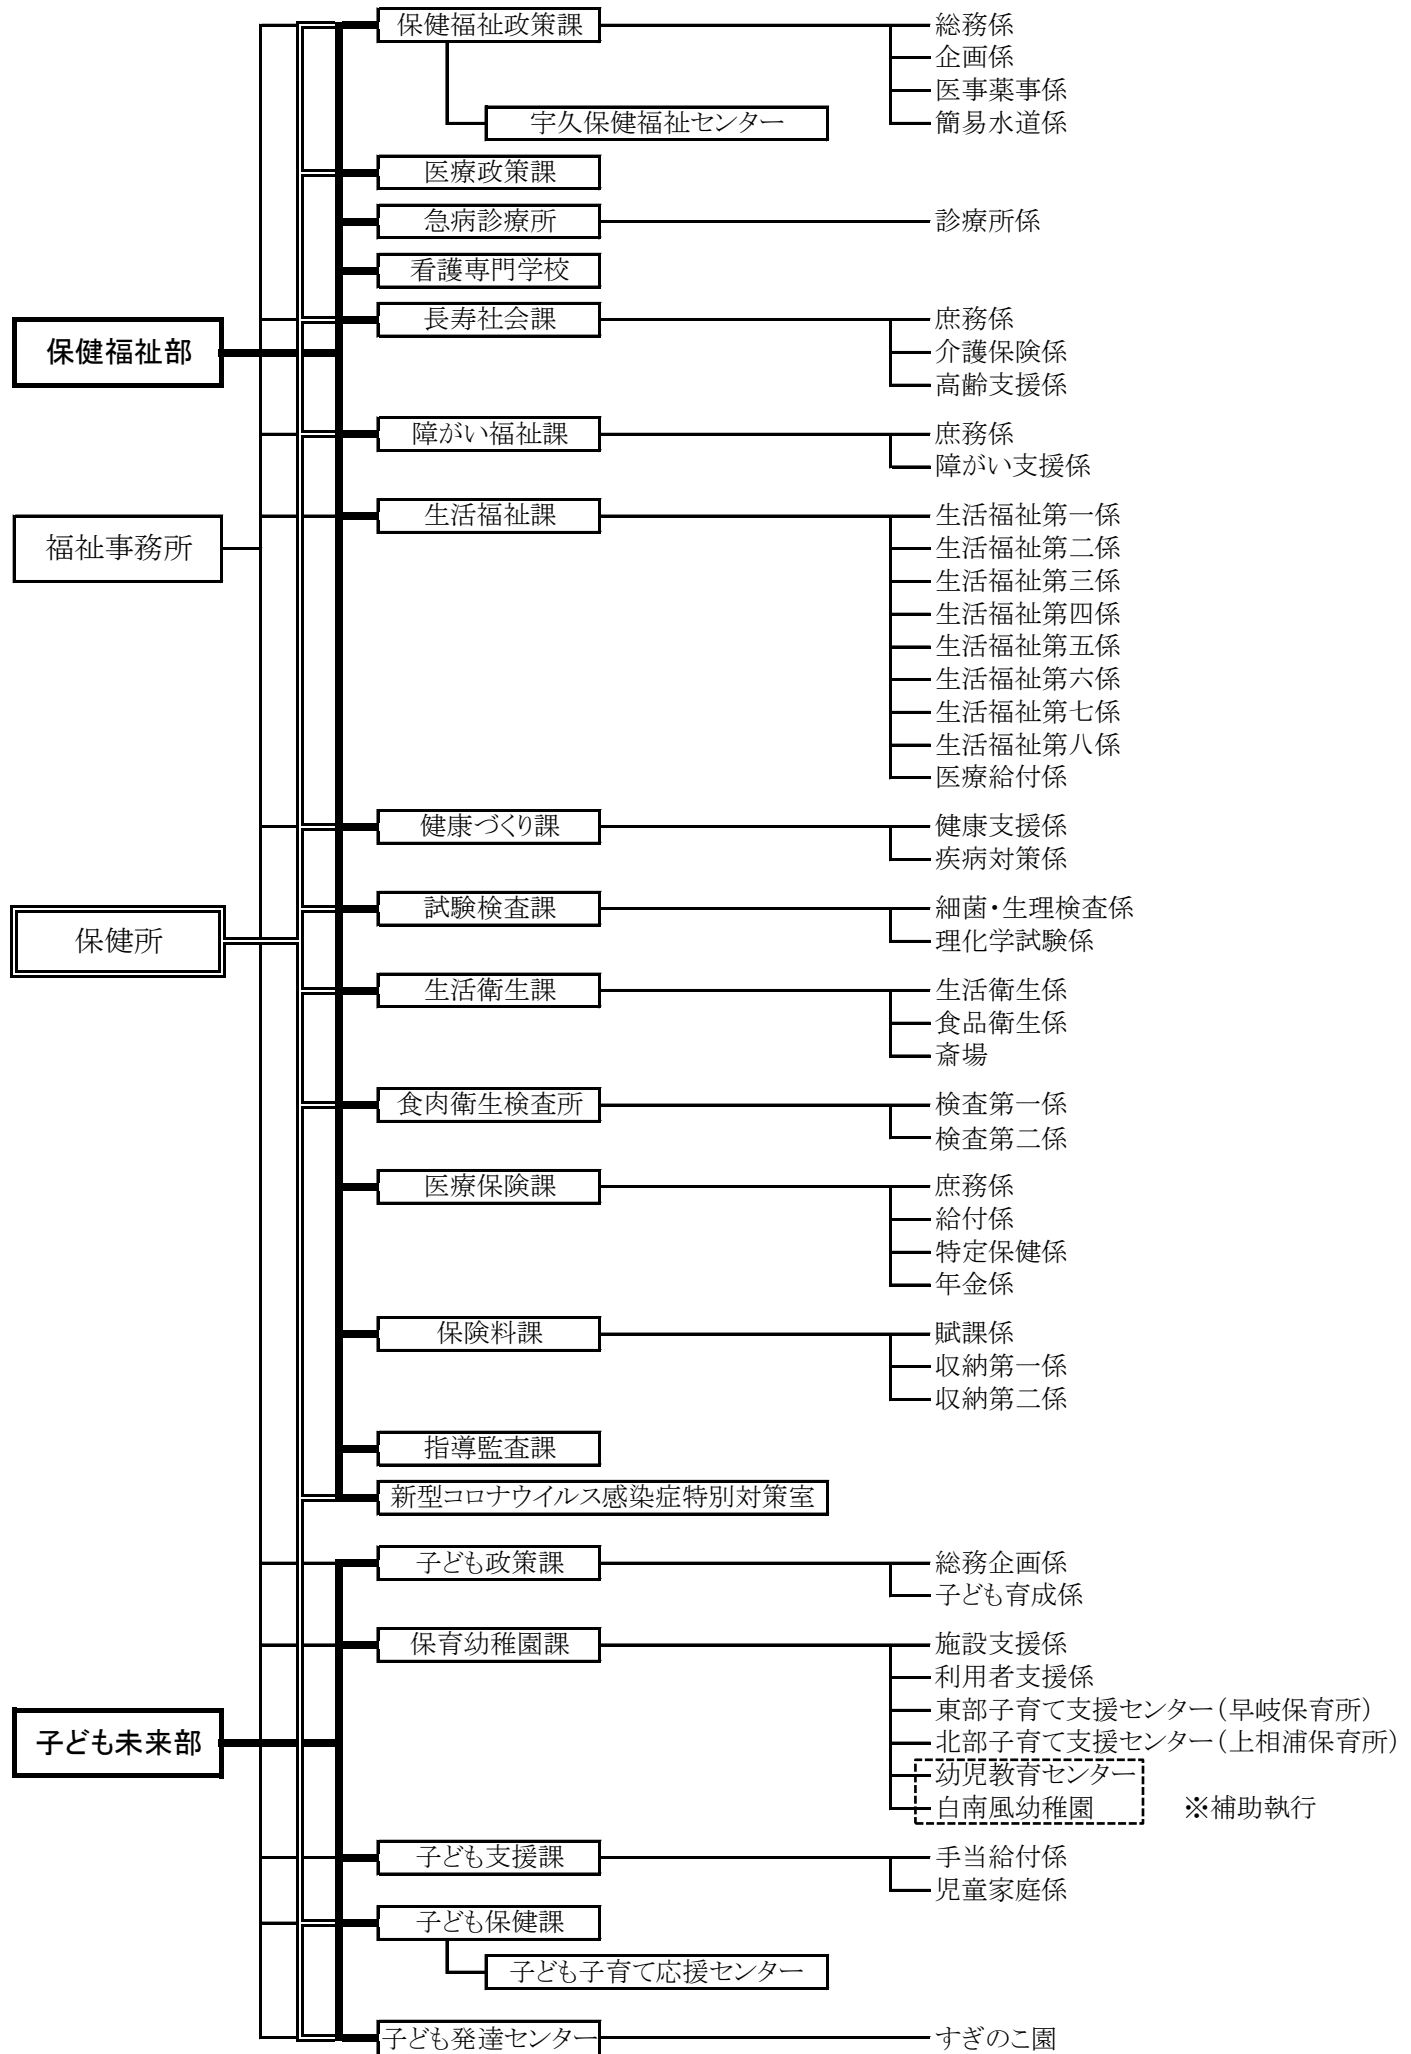 保健福祉政策課
総務係
企画係
医事薬事係
簡易水道係
宇久保健福祉センター
医療政策課
急病診療所
診療所係
看護専門学校
保健福祉部
長寿社会課
庶務係
介護保険係
高齢支援係
障がい福祉課
庶務係
障がい支援係
福祉事務所
生活福祉課
生活福祉第一係
生活福祉第二係
生活福祉第三係
生活福祉第四係
生活福祉第五係
生活福祉第六係
生活福祉第七係
生活福祉第八係
医療給付係
健康づくり課
健康支援係
疾病対策係
保健所
試験検査課
細菌・生理検査係
理化学試験係
生活衛生課
生活衛生係
食品衛生係
斎場
食肉衛生検査所
検査第一係
検査第二係
医療保険課
庶務係
給付係
特定保健係
年金係
保険料課
賦課係
収納第一係
収納第二係
指導監査課
新型コロナウイルス感染症特別対策室
子ども政策課
総務企画係
子ども育成係
子ども未来部
保育幼稚園課
施設支援係
利用者支援係
東部子育て支援センター（早岐保育所）
北部子育て支援センター（上相浦保育所）
幼児教育センター
白南風幼稚園 ※補助執行
子ども支援課
手当給付係
児童家庭係
子ども保健課
子ども子育て応援センター
子ども発達センター
すぎのこ園